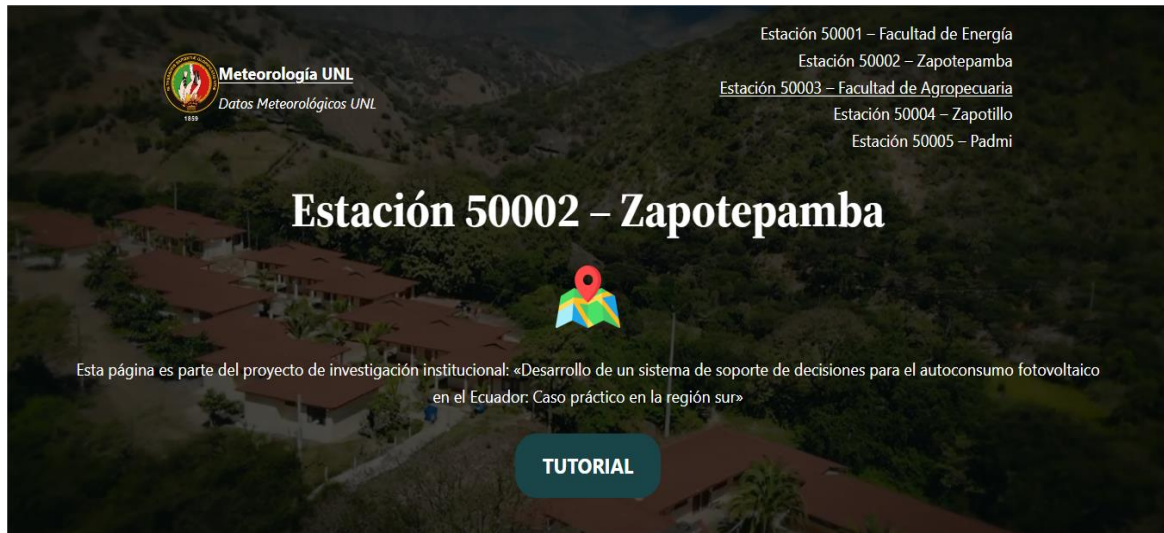 Meteorología UNL
Datos Meteorológicos UNL
1859
Estación 50001 – Facultad de Energía
Estación 50002 – Zapotepamba
Estación 50003 – Facultad de Agropecuaria
Estación 50004 – Zapotillo
Estación 50005 – Padmi
Estación 50002 – Zapotepamba
Esta página es parte del proyecto de investigación institucional: «Desarrollo de un sistema de soporte de decisiones para el autoconsumo fotovoltaico
en el Ecuador: Caso práctico en la región sur»
TUTORIAL